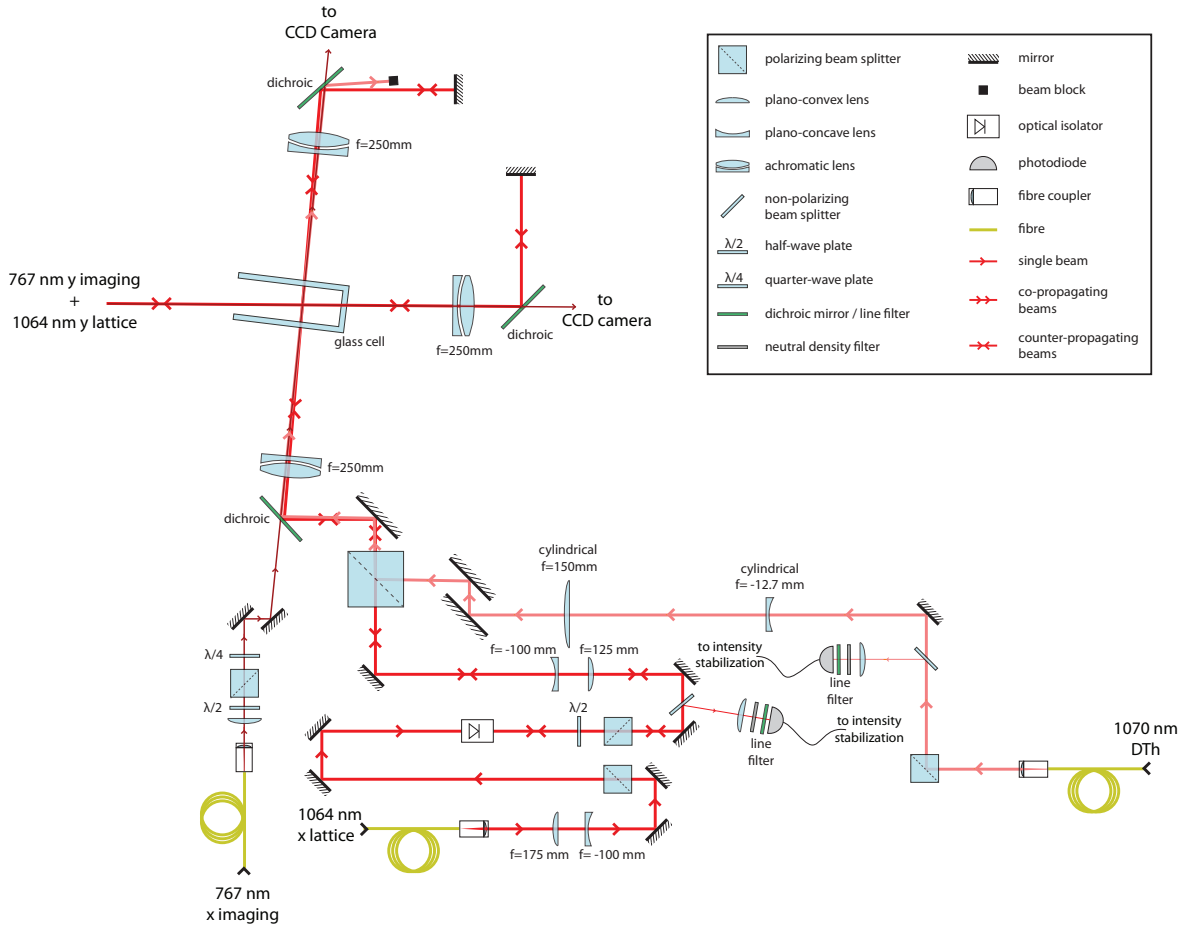 to
CCD Camera
dichroic
f=250mm
767 nm y imaging
+
1064 nm y lattice
glass cell
f=250mm
dichroic
to
CCD camera
f=250mm
dichroic
cylindrical
f=150mm
cylindrical
f= -12.7 mm
f= -100 mm
f=125 mm
to intensity
stabilization
line
filter
λ/4
λ/2
λ/2
line
filter
to intensity
stabilization
1070 nm
DTh
1064 nm
x lattice
f=175 mm
f= -100 mm
767 nm
x imaging
polarizing beam splitter
plano-convex lens
plano-concave lens
achromatic lens
non-polarizing
beam splitter
λ/2
half-wave plate
λ/4
quarter-wave plate
dichroic mirror / line filter
neutral density filter
mirror
beam block
optical isolator
photodiode
fibre coupler
fibre
single beam
co-propagating
beams
counter-propagating
beams